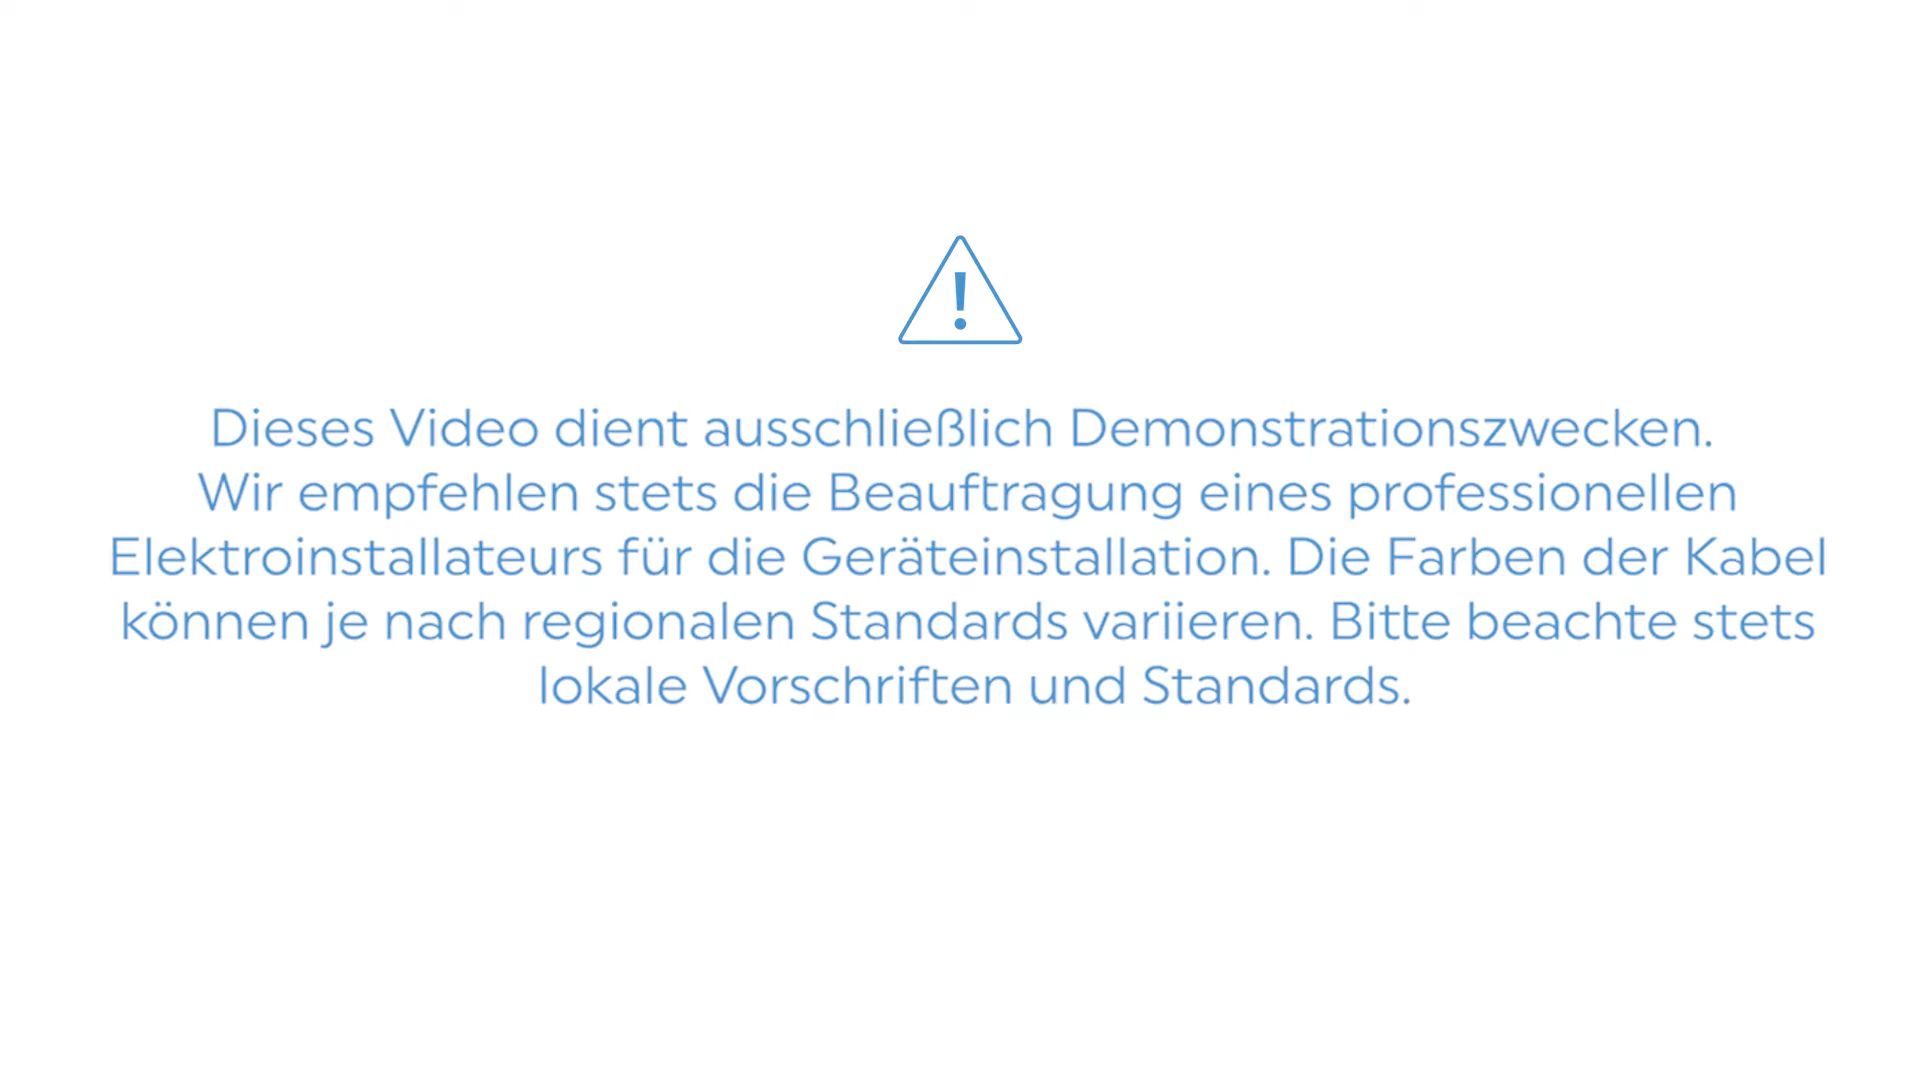 Dieses Video dient ausschließlich Demonstrationszwecken.
Wir empfehlen stets die Beauftragung eines professionellen
Elektroinstallateurs für die Geräteinstallation. Die Farben der Kabel
können je nach regionalen Standards variieren. Bitte beachte stets
lokale Vorschriften und Standards.